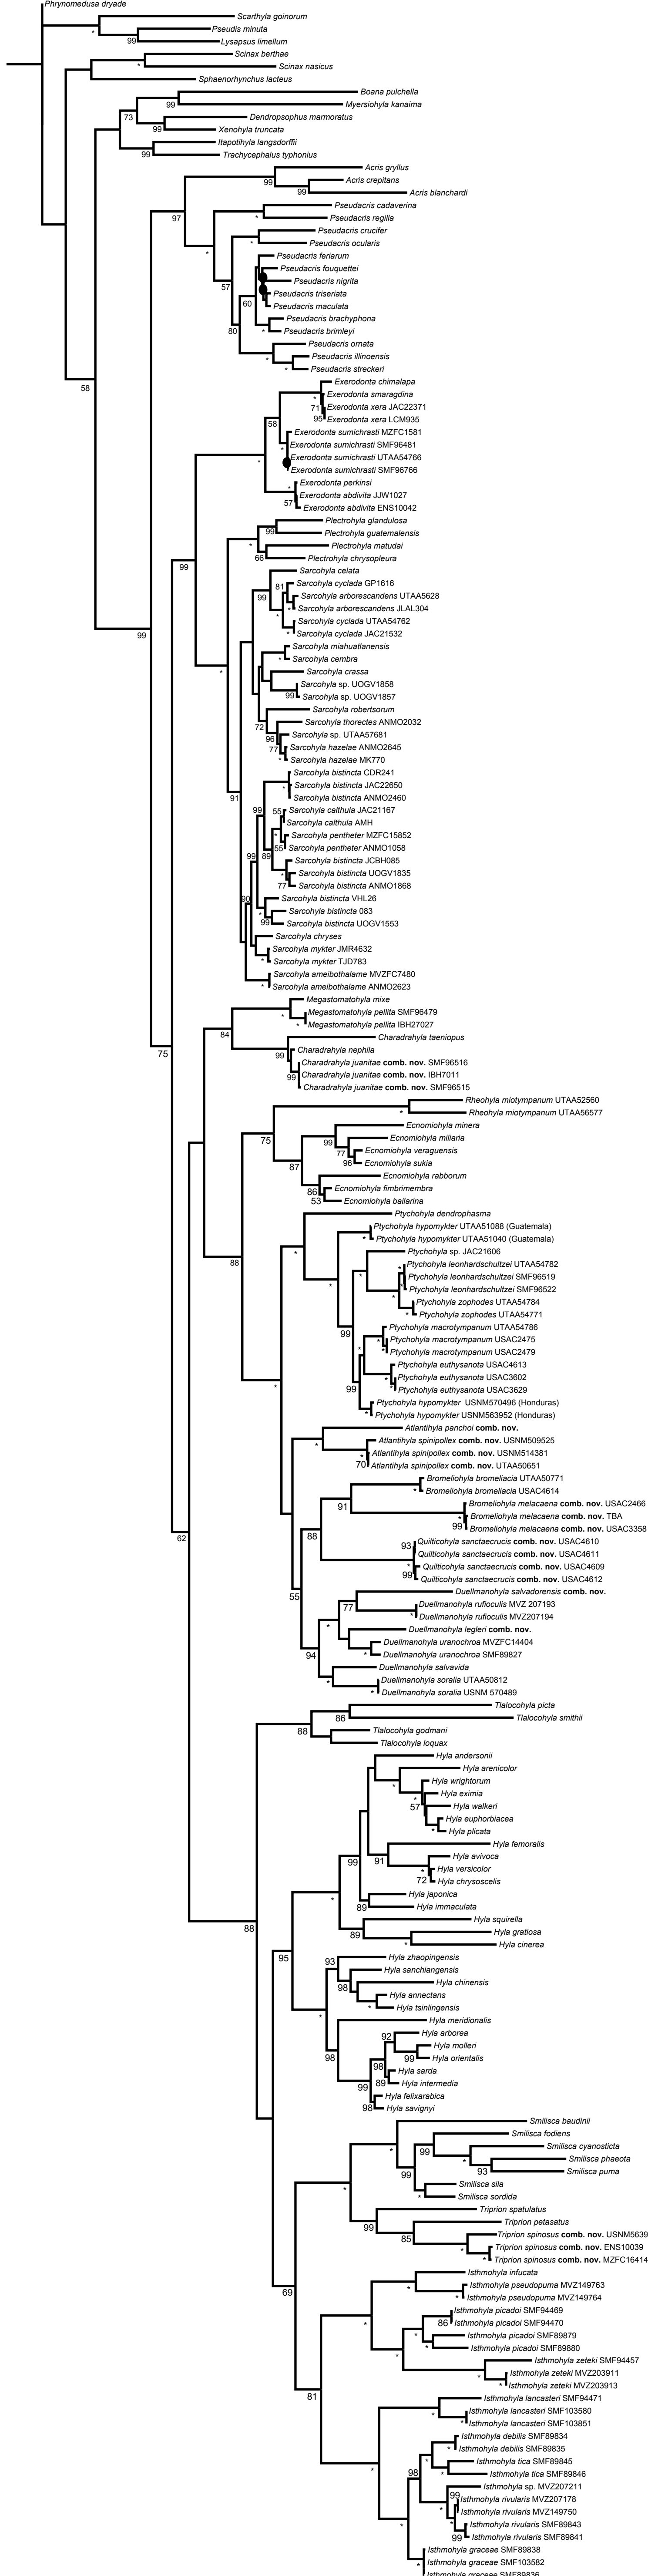 Phrynomedusa dryade
Scarthyla goinorum
*
Pseudis minuta
99
Lysapsus limellum
Scinax berthae
*
Scinax nasicus
Sphaenorhynchus lacteus
Boana pulchella
99
Myersiohyla kanaima
73
Dendropsophus marmoratus
99
Xenohyla truncata
Itapotihyla langsdorffii
99
Trachycephalus typhonius
Acris gryllus
99
Acris crepitans
99
Acris blanchardi
97
Pseudacris cadaverina
*
Pseudacris regilla
Pseudacris crucifer
*
Pseudacris ocularis
*
Pseudacris feriarum
Pseudacris fouquettei
57
Pseudacris nigrita
Pseudacris triseriata
60
Pseudacris maculata
Pseudacris brachyphona
80
*
Pseudacris brimleyi
Pseudacris ornata
*
Pseudacris illinoensis
*
Pseudacris streckeri
58
Exerodonta chimalapa
*
Exerodonta smaragdina
71
Exerodonta xera JAC22371
95
Exerodonta xera LCM935
58
Exerodonta sumichrasti MZFC1581
*
Exerodonta sumichrasti SMF96481
Exerodonta sumichrasti UTAA54766
*
Exerodonta sumichrasti SMF96766
Exerodonta perkinsi
*
Exerodonta abdivita JJW1027
57
Exerodonta abdivita ENS10042
Plectrohyla glandulosa
99
Plectrohyla guatemalensis
*
Plectrohyla matudai
66
Plectrohyla chrysopleura
99
Sarcohyla celata
81
Sarcohyla cyclada GP1616
99
Sarcohyla arborescandens UTAA5628
*
Sarcohyla arborescandens JLAL304
*
Sarcohyla cyclada UTAA54762
*
Sarcohyla cyclada JAC21532
99
Sarcohyla miahuatlanensis
*
Sarcohyla cembra
*
Sarcohyla crassa
Sarcohyla sp. UOGV1858
99
Sarcohyla sp. UOGV1857
Sarcohyla robertsorum
72
Sarcohyla thorectes ANMO2032
96
Sarcohyla sp. UTAA57681
77
Sarcohyla hazelae ANMO2645
*
Sarcohyla hazelae MK770
Sarcohyla bistincta CDR241
*
Sarcohyla bistincta JAC22650
91
Sarcohyla bistincta ANMO2460
99
55
Sarcohyla calthula JAC21167
Sarcohyla calthula AMH
*
Sarcohyla pentheter MZFC15852
55
Sarcohyla pentheter ANMO1058
99
89
Sarcohyla bistincta JCBH085
*
Sarcohyla bistincta UOGV1835
77
Sarcohyla bistincta ANMO1868
90
Sarcohyla bistincta VHL26
*
Sarcohyla bistincta 083
99
Sarcohyla bistincta UOGV1553
Sarcohyla chryses
Sarcohyla mykter JMR4632
*
Sarcohyla mykter TJD783
Sarcohyla ameibothalame MVZFC7480
*
Sarcohyla ameibothalame ANMO2623
Megastomatohyla mixe
*
Megastomatohyla pellita SMF96479
*
Megastomatohyla pellita IBH27027
84
Charadrahyla taeniopus
75
Charadrahyla nephila
99
Charadrahyla juanitae comb. nov. SMF96516
Charadrahyla juanitae comb. nov. IBH7011
99
Charadrahyla juanitae comb. nov. SMF96515
Rheohyla miotympanum UTAA52560
*
Rheohyla miotympanum UTAA56577
Ecnomiohyla minera
75
Ecnomiohyla miliaria
99
Ecnomiohyla veraguensis
77
Ecnomiohyla sukia
96
87
Ecnomiohyla rabborum
86
Ecnomiohyla fimbrimembra
53
Ecnomiohyla bailarina
Ptychohyla dendrophasma
Ptychohyla hypomykter UTAA51088 (Guatemala)
*
Ptychohyla hypomykter UTAA51040 (Guatemala)
88
*
Ptychohyla sp. JAC21606
Ptychohyla leonhardschultzei UTAA54782
*
*
Ptychohyla leonhardschultzei SMF96519
*
Ptychohyla leonhardschultzei SMF96522
*
Ptychohyla zophodes UTAA54784
*
Ptychohyla zophodes UTAA54771
99
Ptychohyla macrotympanum UTAA54786
*
Ptychohyla macrotympanum USAC2475
*
Ptychohyla macrotympanum USAC2479
*
Ptychohyla euthysanota USAC4613
*
Ptychohyla euthysanota USAC3602
*
Ptychohyla euthysanota USAC3629
99
Ptychohyla hypomykter USNM570496 (Honduras)
*
Ptychohyla hypomykter USNM563952 (Honduras)
*
Atlantihyla panchoi comb. nov.
*
Atlantihyla spinipollex comb. nov. USNM509525
*
Atlantihyla spinipollex comb. nov. USNM514381
70
Atlantihyla spinipollex comb. nov. UTAA50651
Bromeliohyla bromeliacia UTAA50771
*
Bromeliohyla bromeliacia USAC4614
91
Bromeliohyla melacaena comb. nov. USAC2466
*
Bromeliohyla melacaena comb. nov. TBA
99
Bromeliohyla melacaena comb. nov. USAC3358
88
93
Quilticohyla sanctaecrucis comb. nov. USAC4610
62
Quilticohyla sanctaecrucis comb. nov. USAC4611
*
Quilticohyla sanctaecrucis comb. nov. USAC4609
99
Quilticohyla sanctaecrucis comb. nov. USAC4612
55
Duellmanohyla salvadorensis comb. nov.
77
Duellmanohyla rufioculis MVZ 207193
*
Duellmanohyla rufioculis MVZ207194
*
Duellmanohyla legleri comb. nov.
Duellmanohyla uranochroa MVZFC14404
*
Duellmanohyla uranochroa SMF89827
94
Duellmanohyla salvavida
*
Duellmanohyla soralia UTAA50812
*
Duellmanohyla soralia USNM 570489
Tlalocohyla picta
86
Tlalocohyla smithii
88
Tlalocohyla godmani
Tlalocohyla loquax
Hyla andersonii
Hyla arenicolor
*
Hyla wrightorum
*
Hyla eximia
57
Hyla walkeri
Hyla euphorbiacea
*
Hyla plicata
Hyla femoralis
99
91
Hyla avivoca
*
Hyla versicolor
72
Hyla chrysoscelis
*
Hyla japonica
89
Hyla immaculata
Hyla squirella
89
Hyla gratiosa
*
Hyla cinerea
88
95
Hyla zhaopingensis
93
Hyla sanchiangensis
98
Hyla chinensis
Hyla annectans
*
Hyla tsinlingensis
*
Hyla meridionalis
Hyla arborea
92
Hyla molleri
98
99
Hyla orientalis
98
Hyla sarda
89
Hyla intermedia
99
Hyla felixarabica
98
Hyla savignyi
Smilisca baudinii
Smilisca fodiens
*
99
Smilisca cyanosticta
*
Smilisca phaeota
99
93
Smilisca puma
Smilisca sila
*
*
Smilisca sordida
Triprion spatulatus
99
Triprion petasatus
85
Triprion spinosus comb. nov. USNM5639
*
Triprion spinosus comb. nov. ENS10039
*
Triprion spinosus comb. nov. MZFC16414
69
Isthmohyla infucata
*
Isthmohyla pseudopuma MVZ149763
*
Isthmohyla pseudopuma MVZ149764
Isthmohyla picadoi SMF94469
*
86
Isthmohyla picadoi SMF94470
*
Isthmohyla picadoi SMF89879
*
Isthmohyla picadoi SMF89880
*
Isthmohyla zeteki SMF94457
*
Isthmohyla zeteki MVZ203911
*
Isthmohyla zeteki MVZ203913
81
Isthmohyla lancasteri SMF94471
*
Isthmohyla lancasteri SMF103580
*
Isthmohyla lancasteri SMF103851
Isthmohyla debilis SMF89834
*
Isthmohyla debilis SMF89835
*
Isthmohyla tica SMF89845
*
98
*
Isthmohyla tica SMF89846
Isthmohyla sp. MVZ207211
99
Isthmohyla rivularis MVZ207178
*
Isthmohyla rivularis MVZ149750
*
Isthmohyla rivularis SMF89843
*
99
Isthmohyla rivularis SMF89841
Isthmohyla graceae SMF89838
Isthmohyla graceae SMF103582
*
Isthmohyla graceae SMF89836